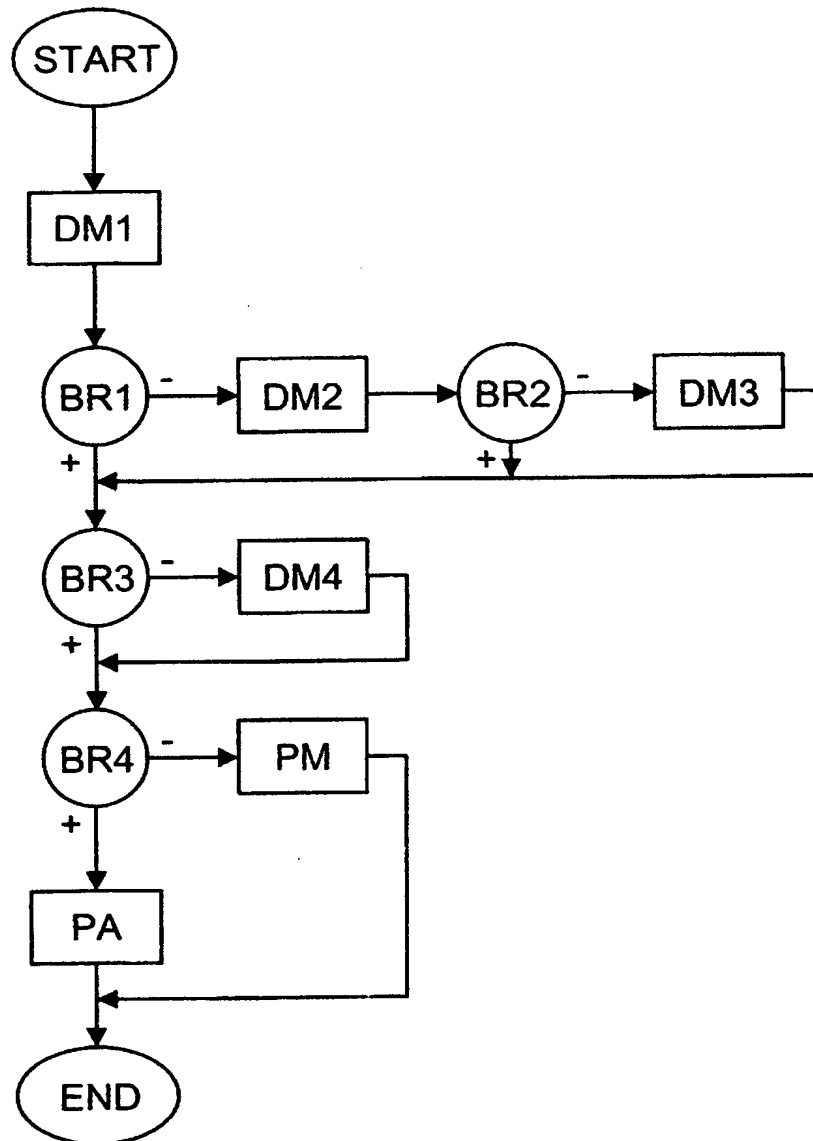 START
DM1
BR1 - DM2 BR2 - DM3
+ +
BR3 - DM4
+
BR4 - PM
+
PA
END